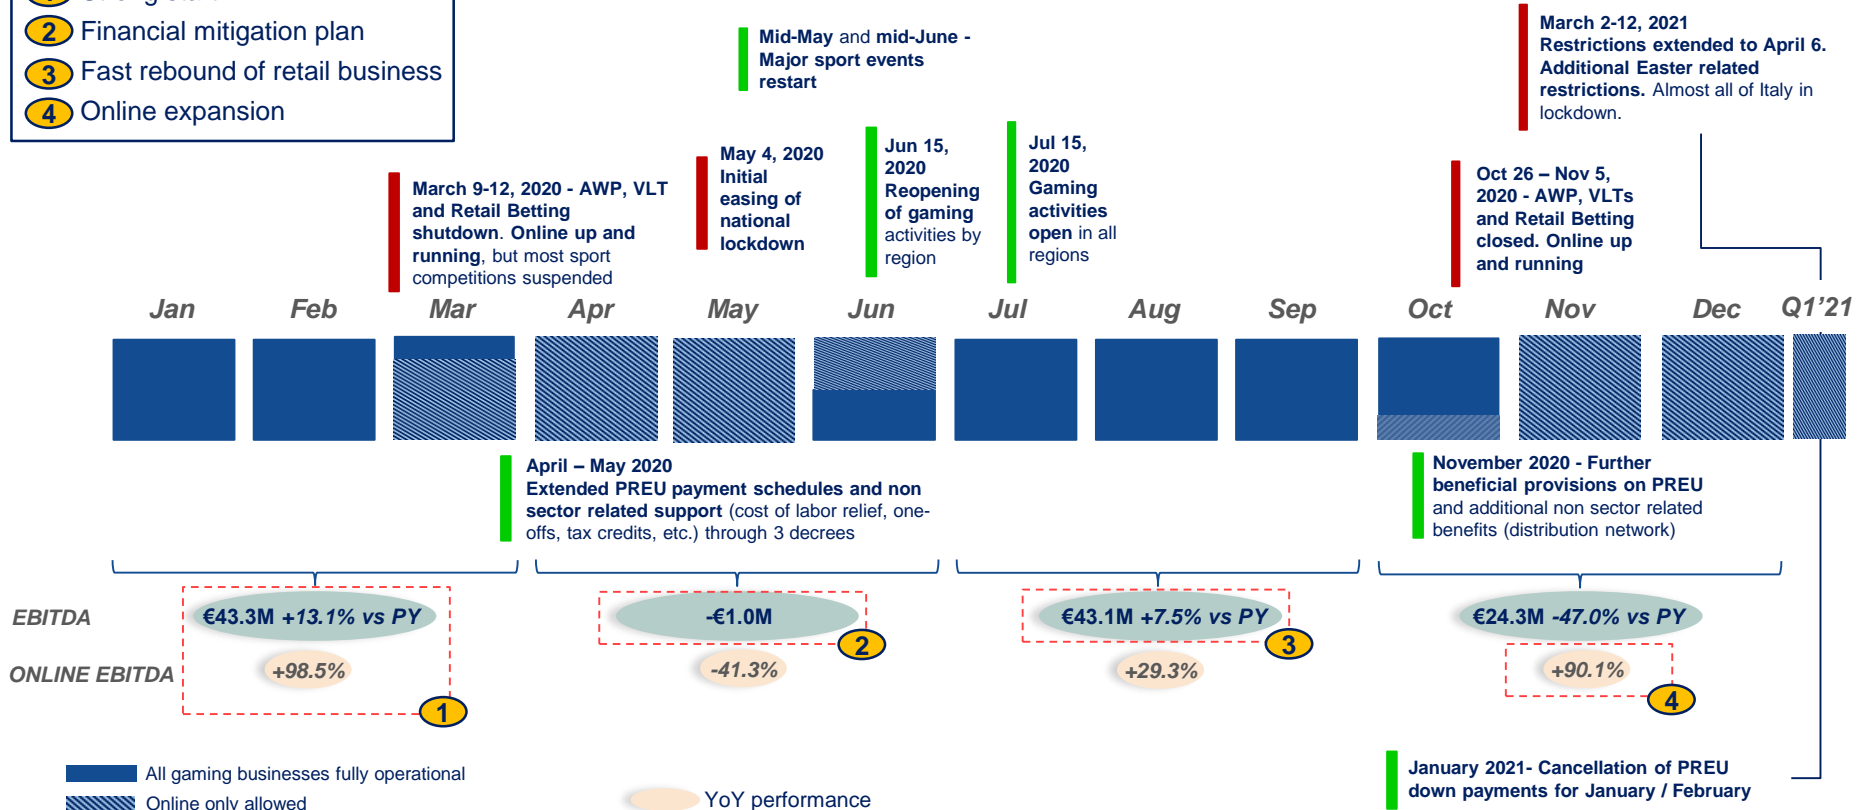 2 Financial mitigation plan
3 Fast rebound of retail business
4 Online expansion
Mid-May and mid-June -
Major sport events
restart
March 2-12, 2021
Restrictions extended to April 6.
Additional Easter related
restrictions. Almost all of Italy in
lockdown.
March 9-12, 2020 - AWP, VLT
and Retail Betting
shutdown. Online up and
running, but most sport
competitions suspended
May 4, 2020
Initial
easing of
national
lockdown
Jun 15,
2020
Reopening
of gaming
activities by
region
Jul 15,
2020
Gaming
activities
open in all
regions
Oct 26 – Nov 5,
2020 - AWP, VLTs
and Retail Betting
closed. Online up
and running
Jan Feb Mar Apr May Jun Jul Aug Sep Oct Nov Dec Q1’21
April – May 2020
Extended PREU payment schedules and non
sector related support (cost of labor relief, one-
offs, tax credits, etc.) through 3 decrees
November 2020 - Further
beneficial provisions on PREU
and additional non sector related
benefits (distribution network)
EBITDA €43.3M +13.1% vs PY -€1.0M €43.1M +7.5% vs PY €24.3M -47.0% vs PY
2 3
ONLINE EBITDA +98.5% -41.3% +29.3% +90.1%
1 4
January 2021- Cancellation of PREU
down payments for January / February
All gaming businesses fully operational
Online only allowed
YoY performance